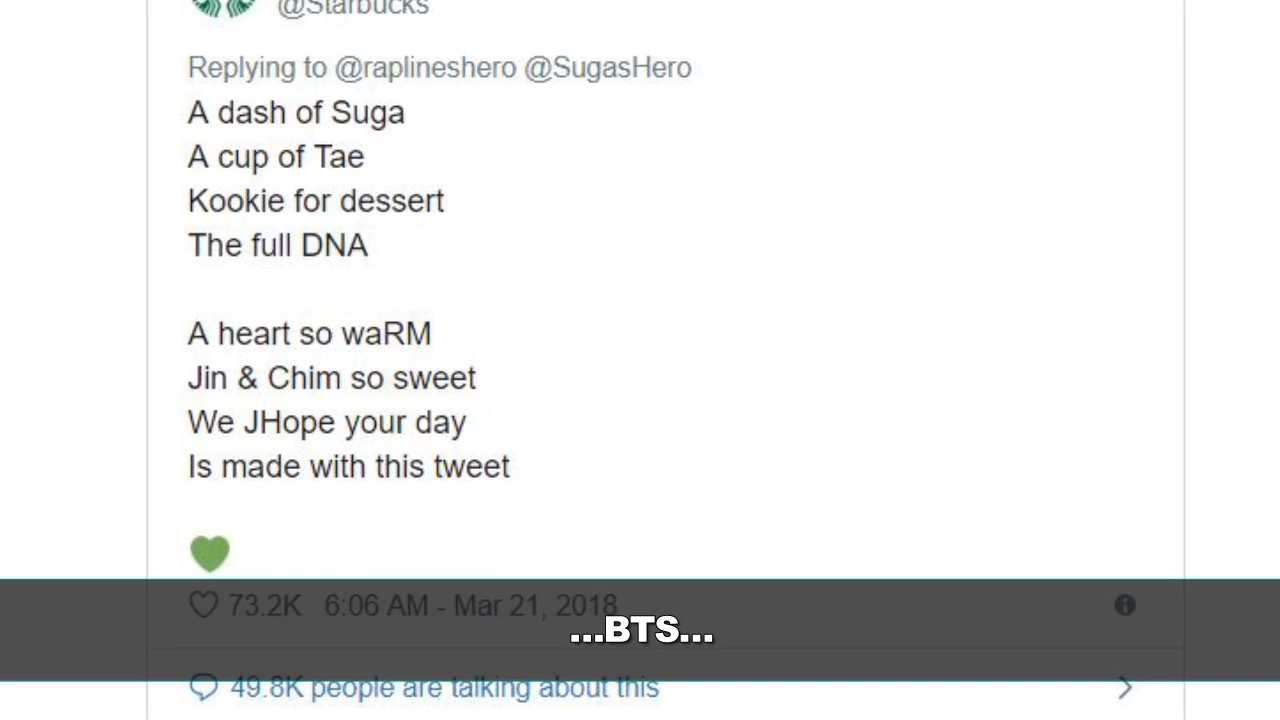 @Starbucks
Replying to @raplineshero @SugasHero
A dash of Suga
A cup of Tae
Kookie for dessert
The full DNA
A heart so waRM
Jin & Chim so sweet
We JHope your day
Is made with this tweet
73.2K 6:06 AM - Mar 21, 2018
...BTS...
49.8K people are talking about this